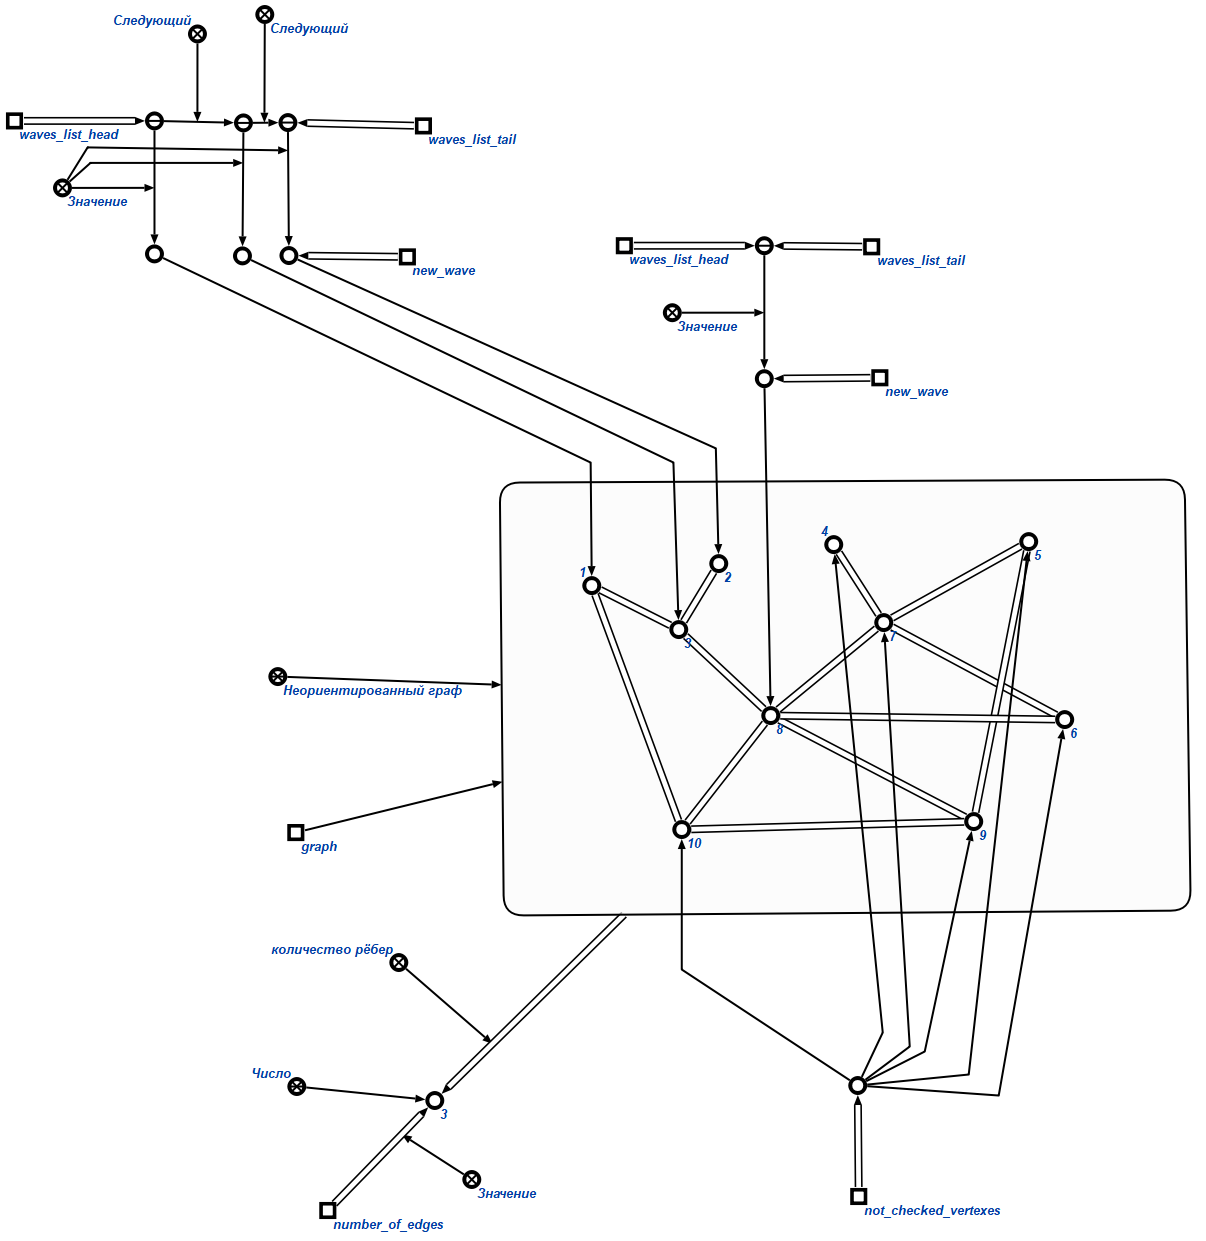 Следующий
Следующий
waves_list_head
waves_list_tail
Значение
new_wave
waves_list_head
waves_list_tail
Значение
new_wave
4
5
1
2
3
7
8
6
Неориентированный граф
10
9
graph
количество рёбер
Число
3
Значение
number_of_edges
not_checked_vertexes